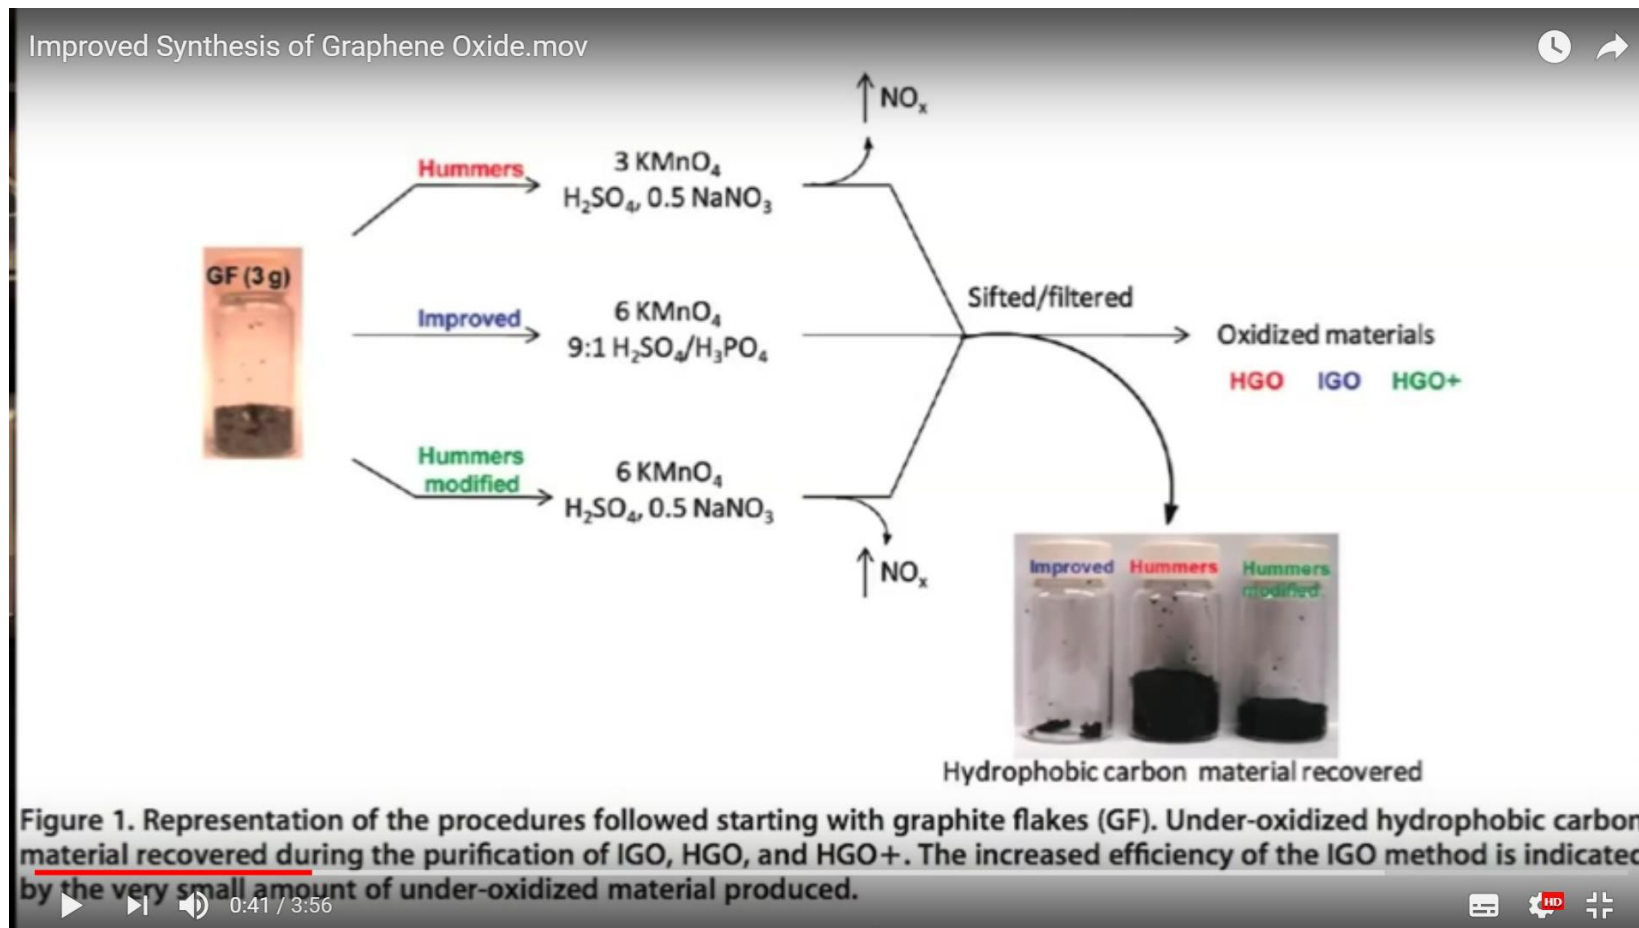 Improved Synthesis of Graphene Oxide.mov
NOₓ
Hummers
3 KMnO₄
H₂SO₄, 0.5 NaNO₃
GF (3 g)
Improved
6 KMnO₄
9:1 H₂SO₄/H₃PO₄
Sifted/filtered
Oxidized materials
HGO IGO HGO+
Hummers
modified
6 KMnO₄
H₂SO₄, 0.5 NaNO₃
NOₓ
Improved Hummers Hummers
modified
Hydrophobic carbon material recovered
Figure 1. Representation of the procedures followed starting with graphite flakes (GF). Under-oxidized hydrophobic carbon
material recovered during the purification of IGO, HGO, and HGO+. The increased efficiency of the IGO method is indicated
by the very small amount of under-oxidized material produced.
0:41 / 3:56
HD